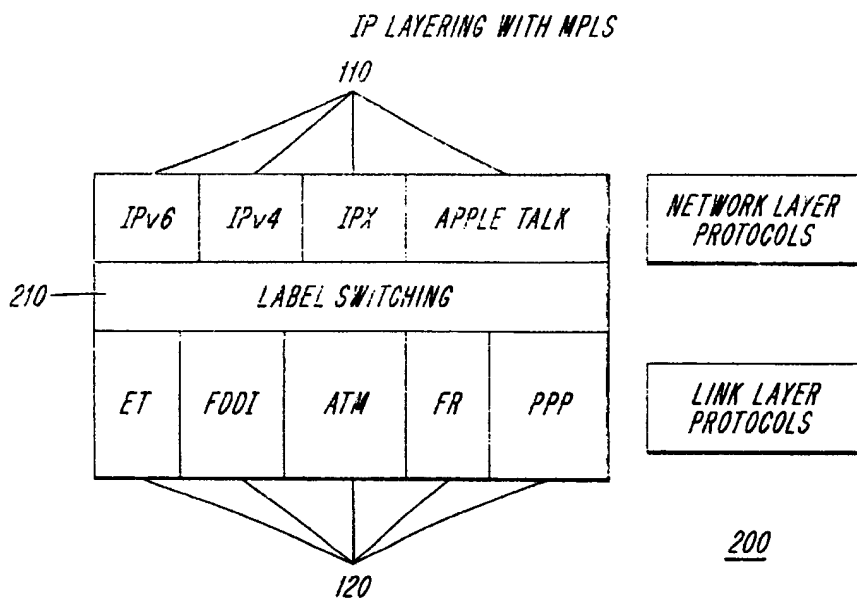 IP LAYERING WITH MPLS
110
IPv6 IPv4 IPX APPLE TALK
NETWORK LAYER
PROTOCOLS
210
LABEL SWITCHING
ET FDDI ATM FR PPP
LINK LAYER
PROTOCOLS
200
120